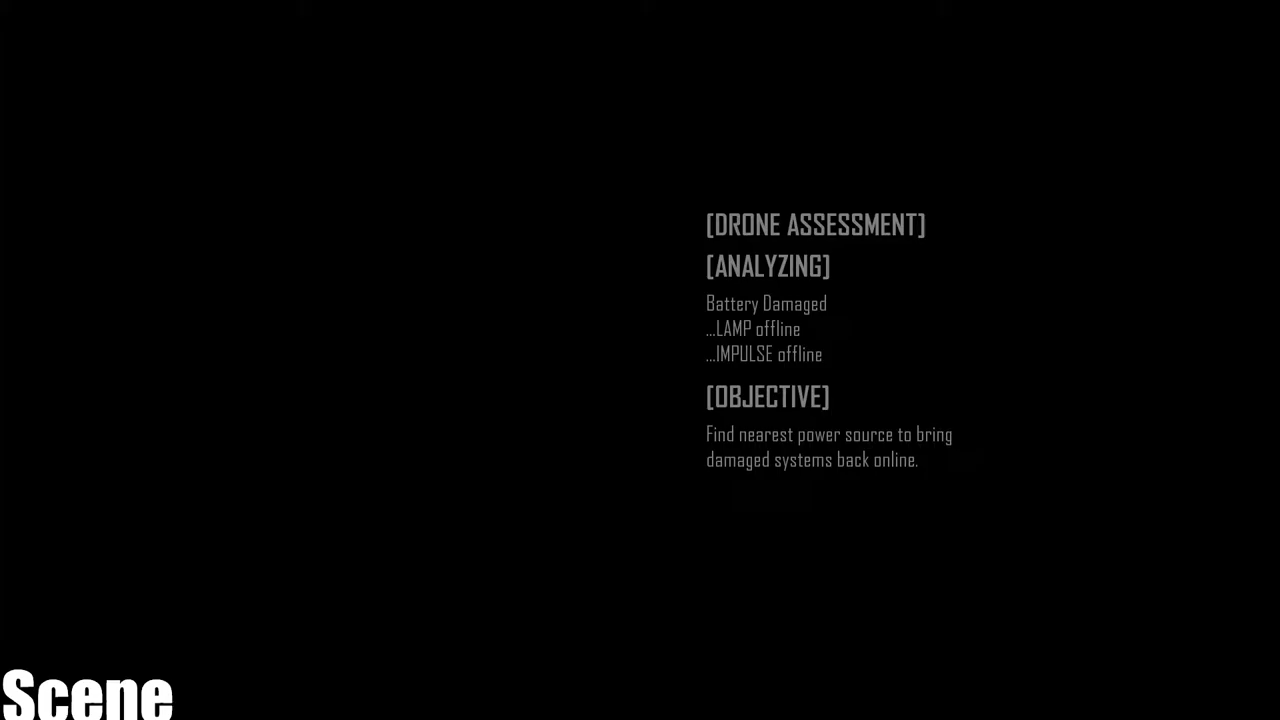 [DRONE ASSESSMENT]
[ANALYZING]
Battery Damaged
...LAMP offline
...IMPULSE offline
[OBJECTIVE]
Find nearest power source to bring
damaged systems back online.
Scene